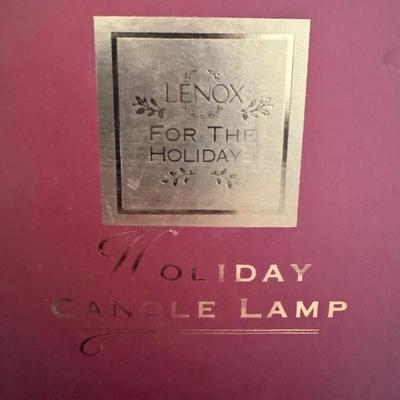 LENOX
FOR THE
HOLIDAYS
HOLIDAY
CANDLE LAMP